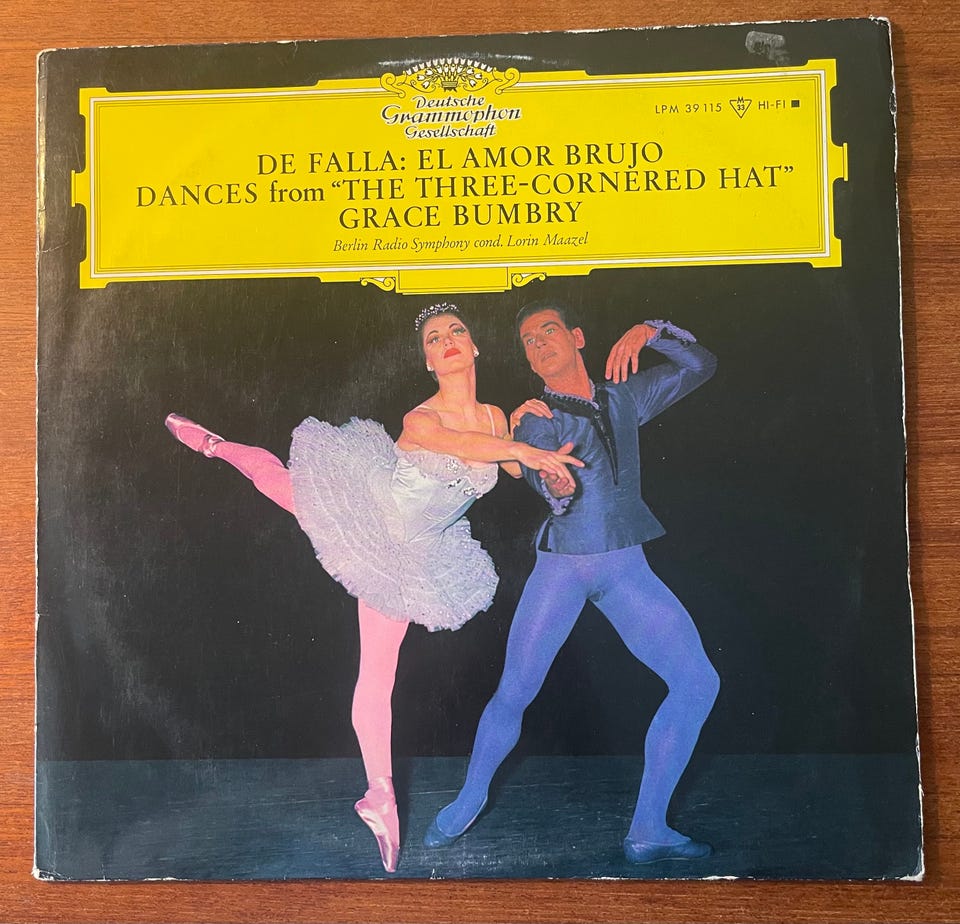 Deutsche
Grammophon
Gesellschaft
LPM 39 115 M 33 HI-FI
DE FALLA: EL AMOR BRUJO
DANCES from “THE THREE-CORNERED HAT”
GRACE BUMBRY
Berlin Radio Symphony cond. Lorin Maazel